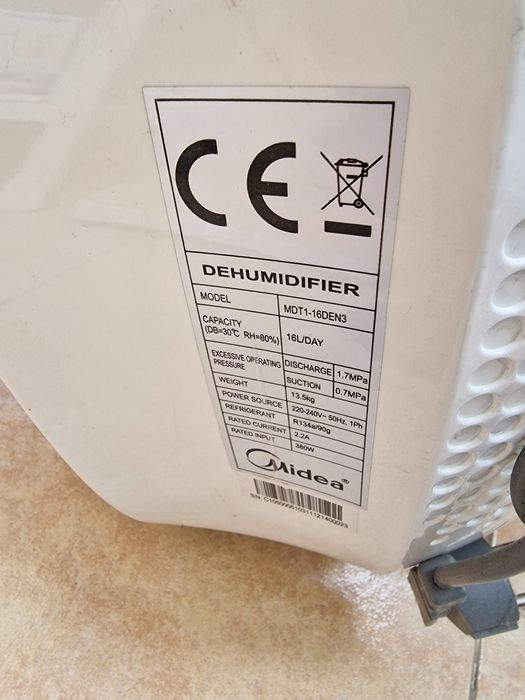 CE
DEHUMIDIFIER
MODEL MDT1-16DEN3
CAPACITY (DB=30℃ RH=80%) 16L/DAY
EXCESSIVE OPERATING PRESSURE DISCHARGE 1.7MPa
SUCTION 0.7MPa
WEIGHT 13.5kg
POWER SOURCE 220-240V~ 50Hz, 1Ph
REFRIGERANT R134a/90g
RATED CURRENT 2.2A
RATED INPUT 380W
Midea®